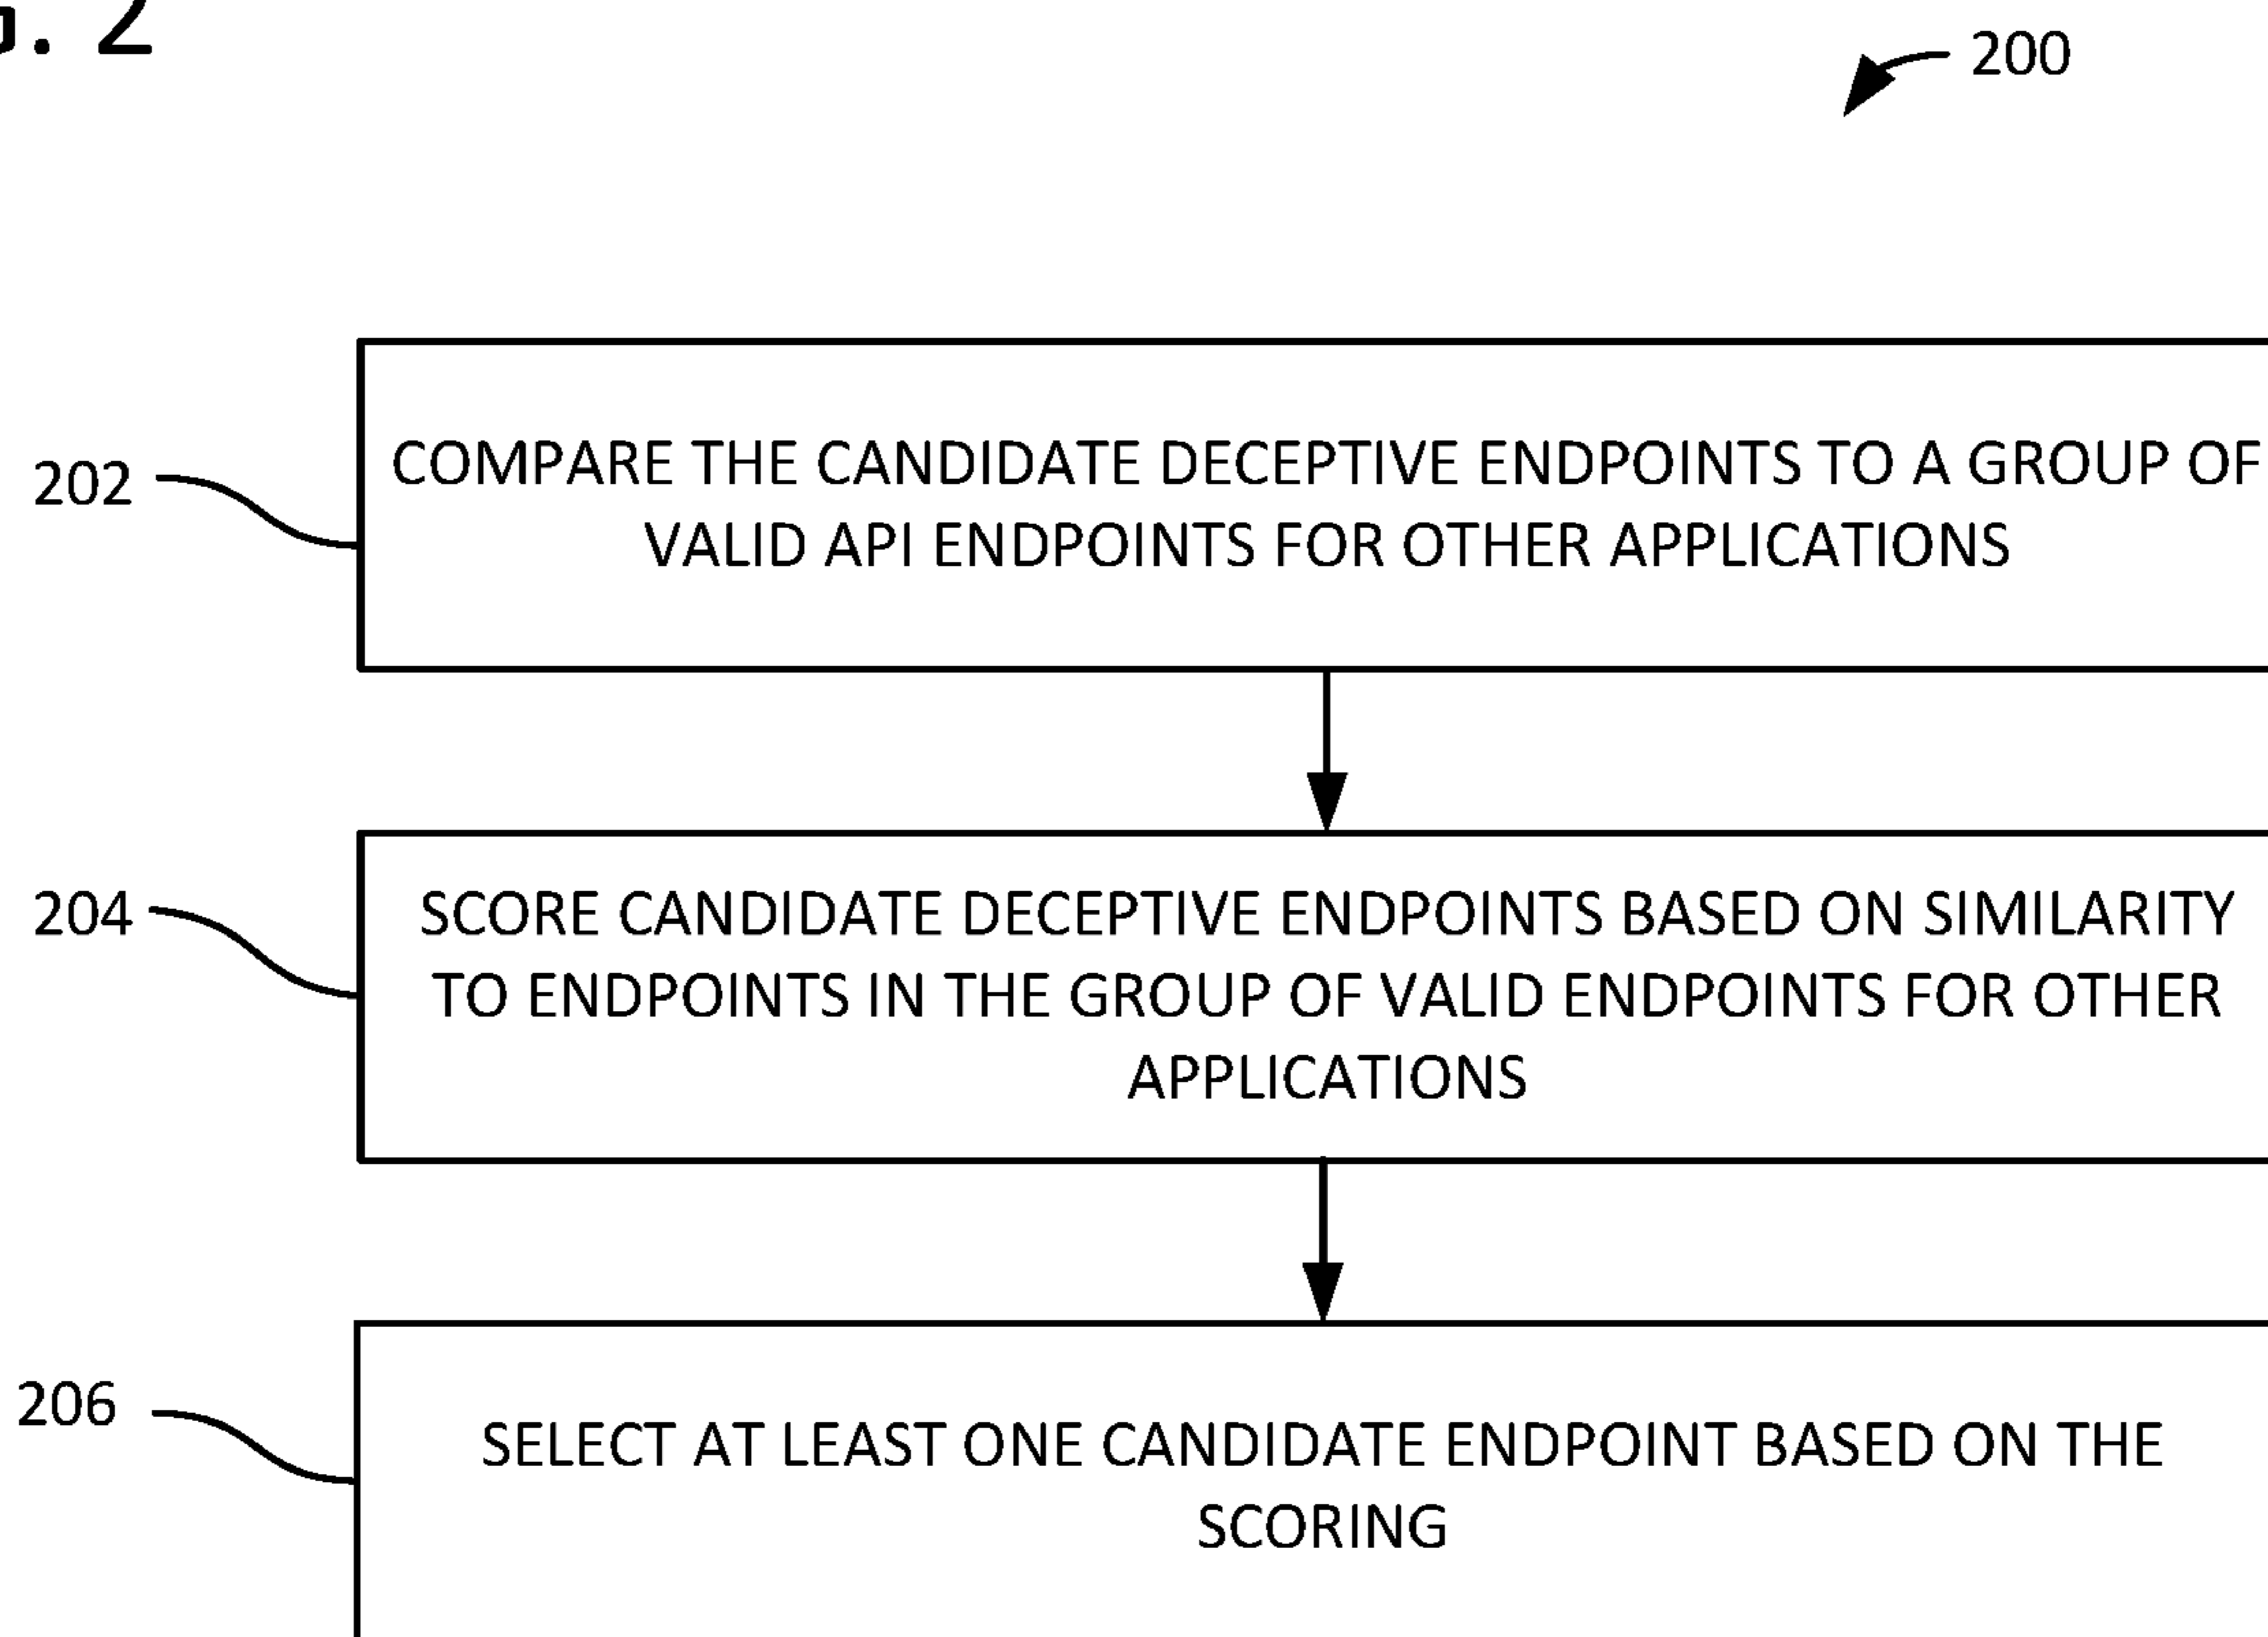 . 2
200
202
COMPARE THE CANDIDATE DECEPTIVE ENDPOINTS TO A GROUP OF
VALID API ENDPOINTS FOR OTHER APPLICATIONS
204
SCORE CANDIDATE DECEPTIVE ENDPOINTS BASED ON SIMILARITY
TO ENDPOINTS IN THE GROUP OF VALID ENDPOINTS FOR OTHER
APPLICATIONS
206
SELECT AT LEAST ONE CANDIDATE ENDPOINT BASED ON THE
SCORING